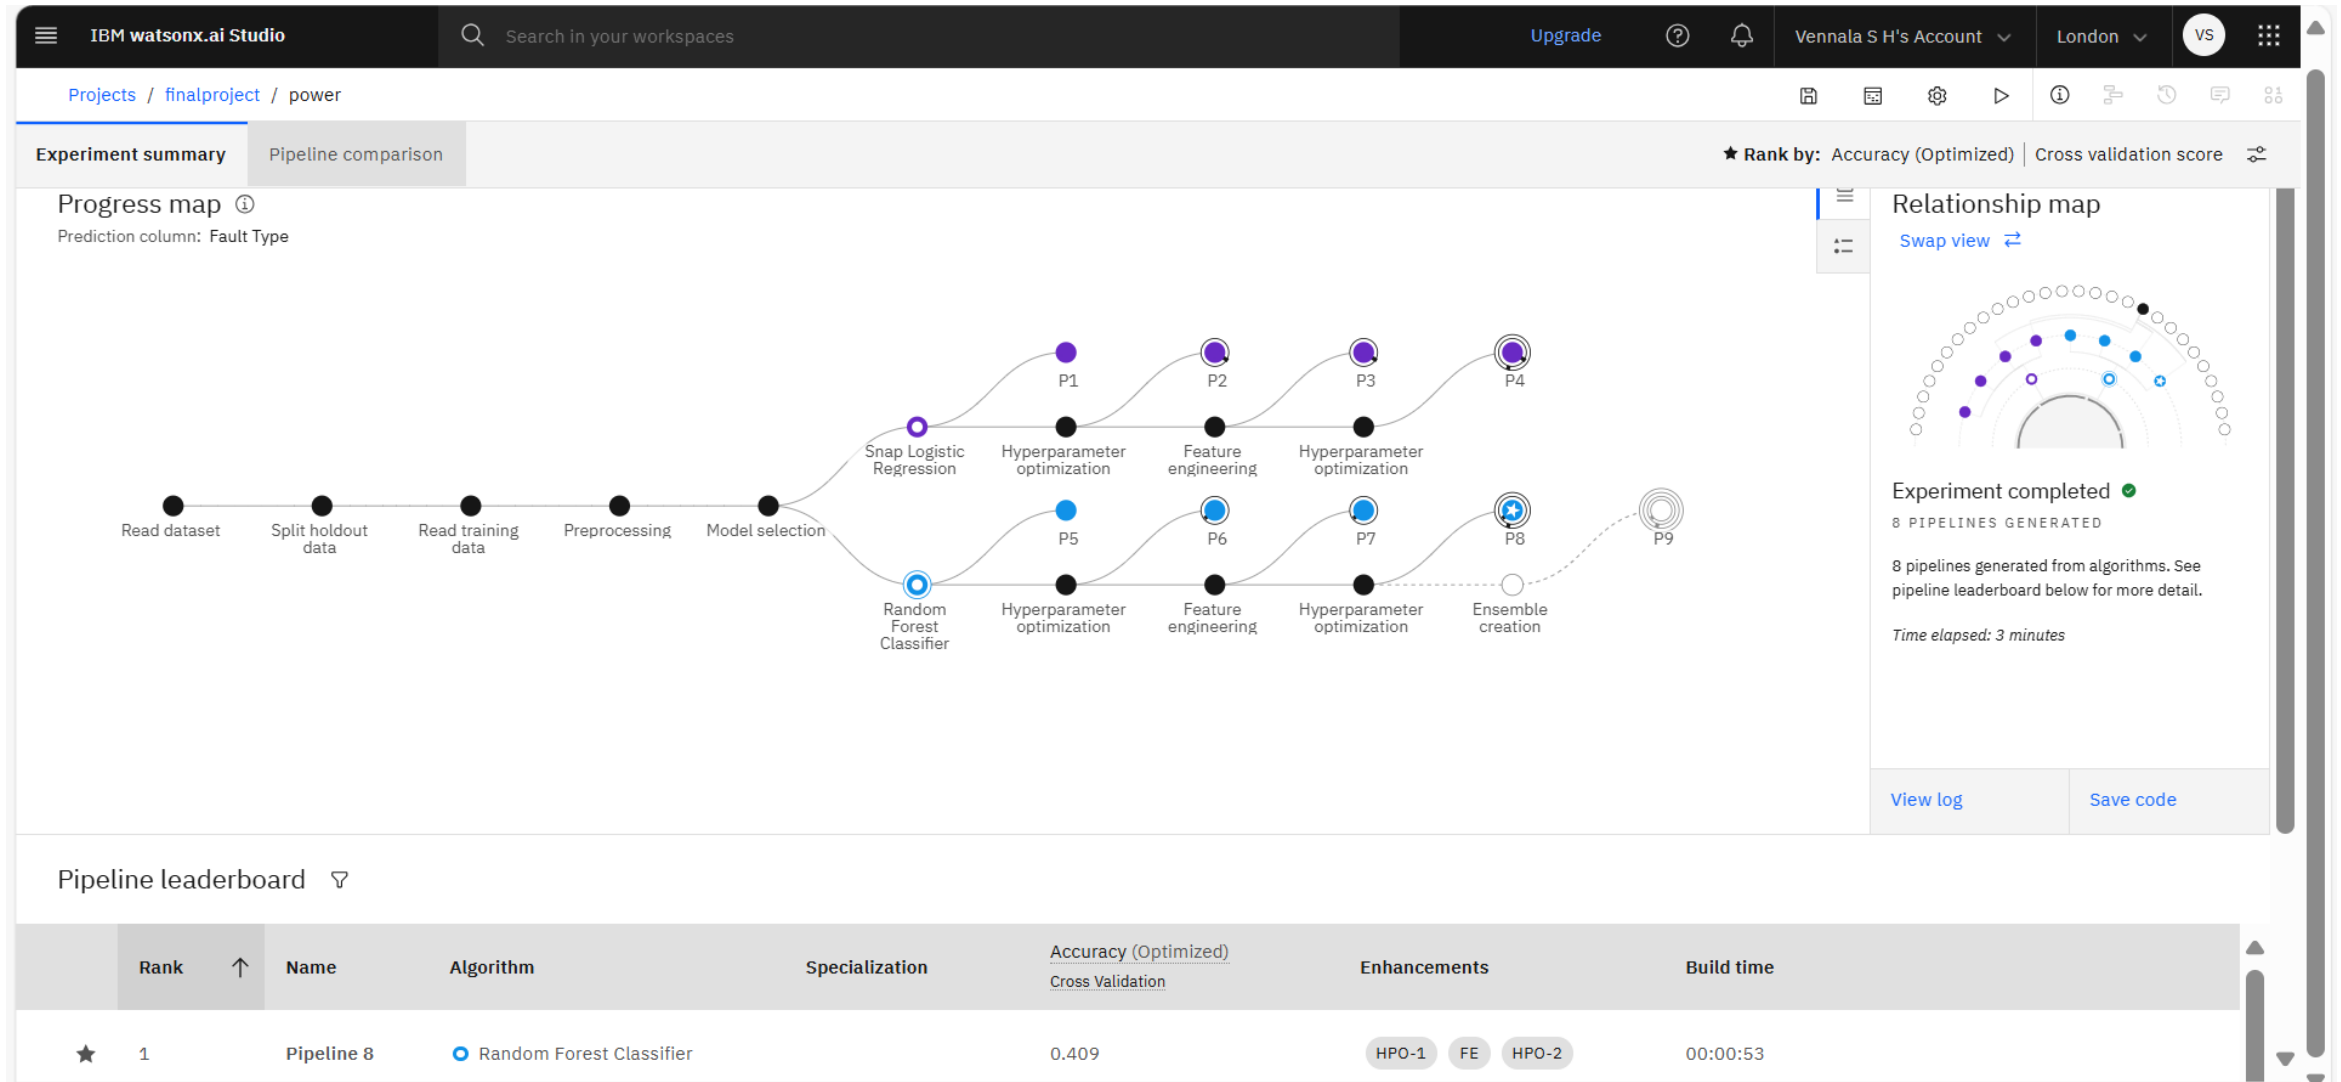 IBM watsonx.ai Studio
Search in your workspaces
Upgrade
Vennala S H's Account
London
VS
Projects / finalproject / power
Experiment summary
Pipeline comparison
Rank by: Accuracy (Optimized) | Cross validation score
Progress map
Prediction column: Fault Type
Relationship map
Swap view
P1
P2
P3
P4
Snap Logistic
Regression
Hyperparameter
optimization
Feature
engineering
Hyperparameter
optimization
Read dataset
Split holdout
data
Read training
data
Preprocessing
Model selection
P5
P6
P7
P8
P9
Random
Forest
Classifier
Hyperparameter
optimization
Feature
engineering
Hyperparameter
optimization
Ensemble
creation
Experiment completed
8 PIPELINES GENERATED
8 pipelines generated from algorithms. See
pipeline leaderboard below for more detail.
Time elapsed: 3 minutes
View log
Save code
Pipeline leaderboard
Rank
Name
Algorithm
Specialization
Accuracy (Optimized)
Cross Validation
Enhancements
Build time
1
Pipeline 8
Random Forest Classifier
0.409
HPO-1
FE
HPO-2
00:00:53